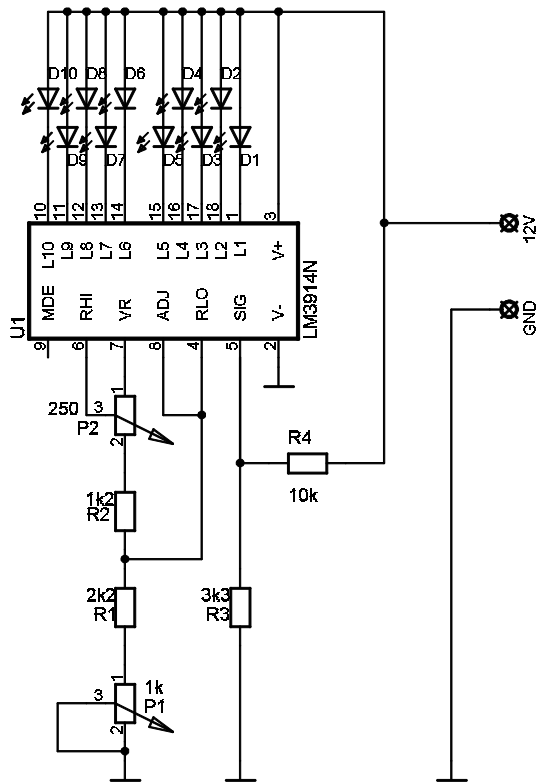 D10 D8 D6 D4 D2
D9 D7 D5 D3 D1
10 11 12 13 14 15 16 17 18 1 3
L10 L9 L8 L7 L6 L5 L4 L3 L2 L1 V+
MDE RHI VR ADJ RLO SIG V-
U1
LM3914N
9 6 7 8 4 5 2
12V
GND
1
250 3
P2
2
R4
10k
1k2
R2
2k2
R1
3k3
R3
1 1k
3 P1
2